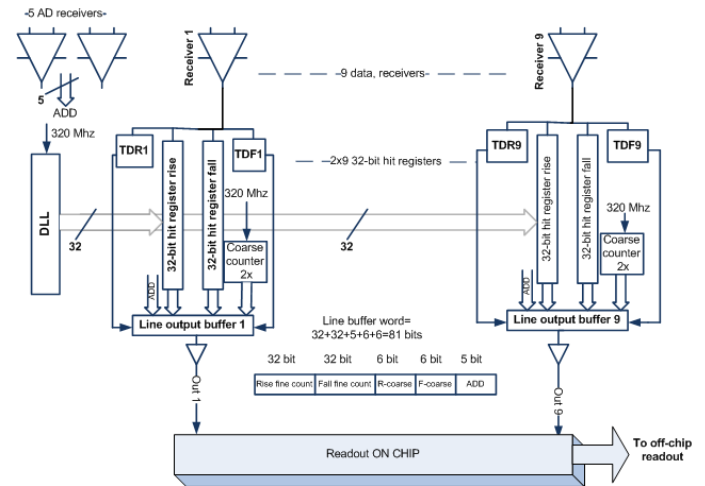 -5 AD receivers-
5
ADD
320 Mhz
DLL
32
Receiver 1
-9 data, receivers-
Receiver 9
TDR1
32-bit hit register rise
32-bit hit register fall
TDF1
320 Mhz
Coarse
counter
2x
ADD
Line output buffer 1
Out 1
-2x9 32-bit hit registers
32
TDR9
32-bit hit register rise
32-bit hit register fall
TDF9
320 Mhz
Coarse
counter
2x
ADD
Line output buffer 9
Out 9
Line buffer word=
32+32+5+6+6=81 bits
32 bit 32 bit 6 bit 6 bit 5 bit
Rise fine count Fall fine count R-coarse F-coarse ADD
Readout ON CHIP
To off-chip
readout